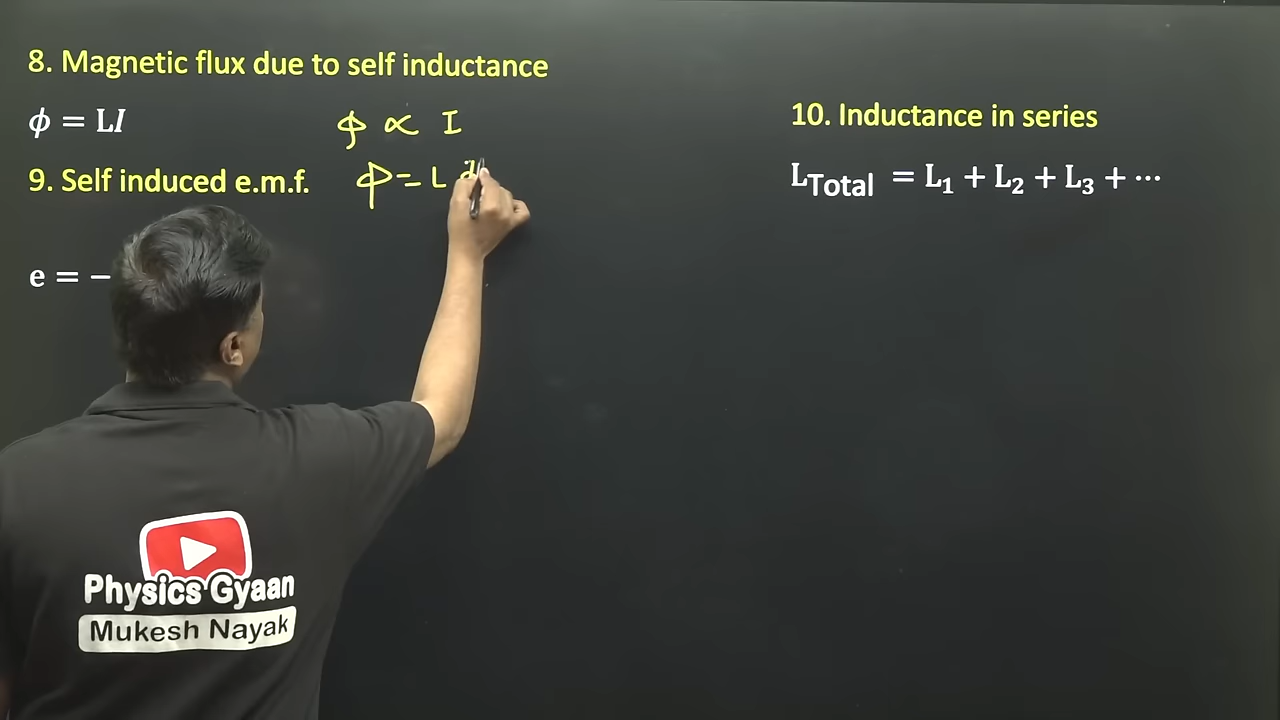 8. Magnetic flux due to self inductance
ϕ = LI
ϕ ∝ I
9. Self induced e.m.f.
ϕ = L
e = −
10. Inductance in series
L_Total = L₁ + L₂ + L₃ + ⋯
Physics Gyaan
Mukesh Nayak